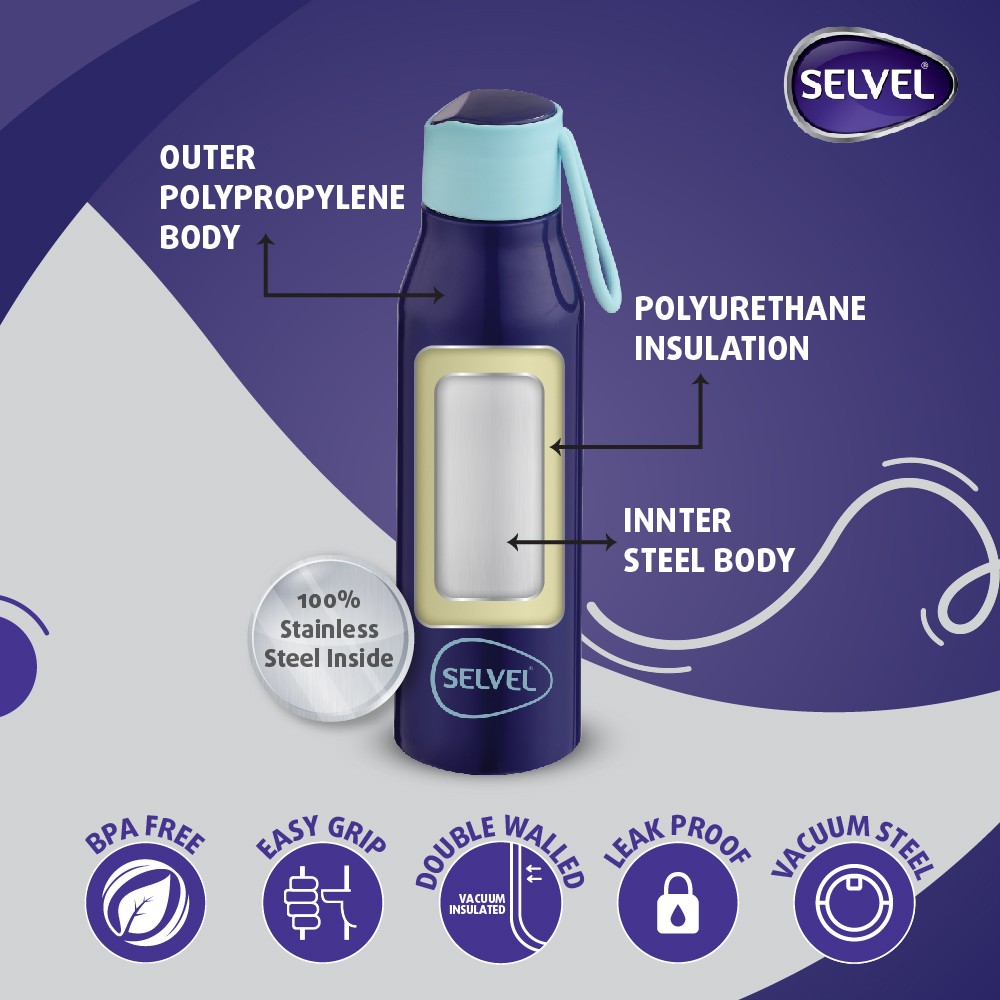 SELVEL®
OUTER
POLYPROPYLENE
BODY
POLYURETHANE
INSULATION
INNTER
STEEL BODY
100%
Stainless
Steel Inside
SELVEL
BPA FREE
EASY GRIP
DOUBLE WALLED
LEAK PROOF
VACUUM STEEL
VACUUM
INSULATED